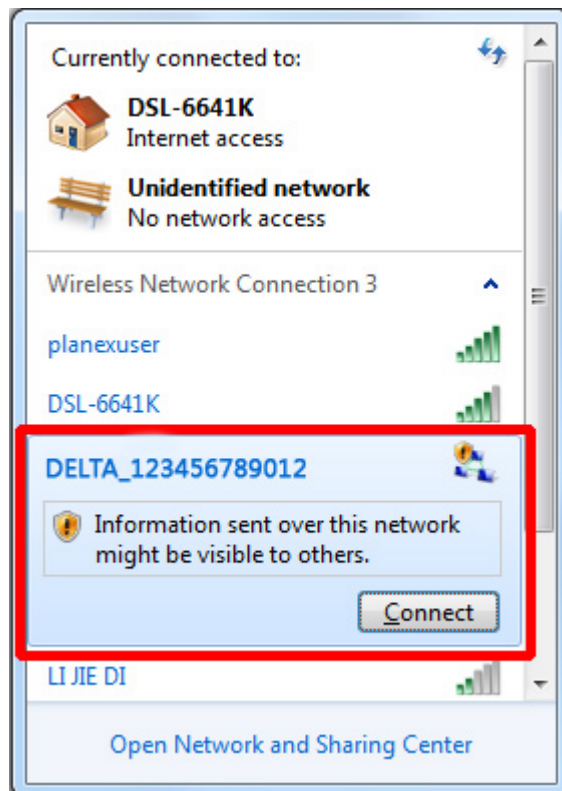 Currently connected to:
DSL-6641K
Internet access
Unidentified network
No network access
Wireless Network Connection 3
planexuser
DSL-6641K
DELTA_123456789012
Information sent over this network
might be visible to others.
Connect
LI JIE DI
Open Network and Sharing Center